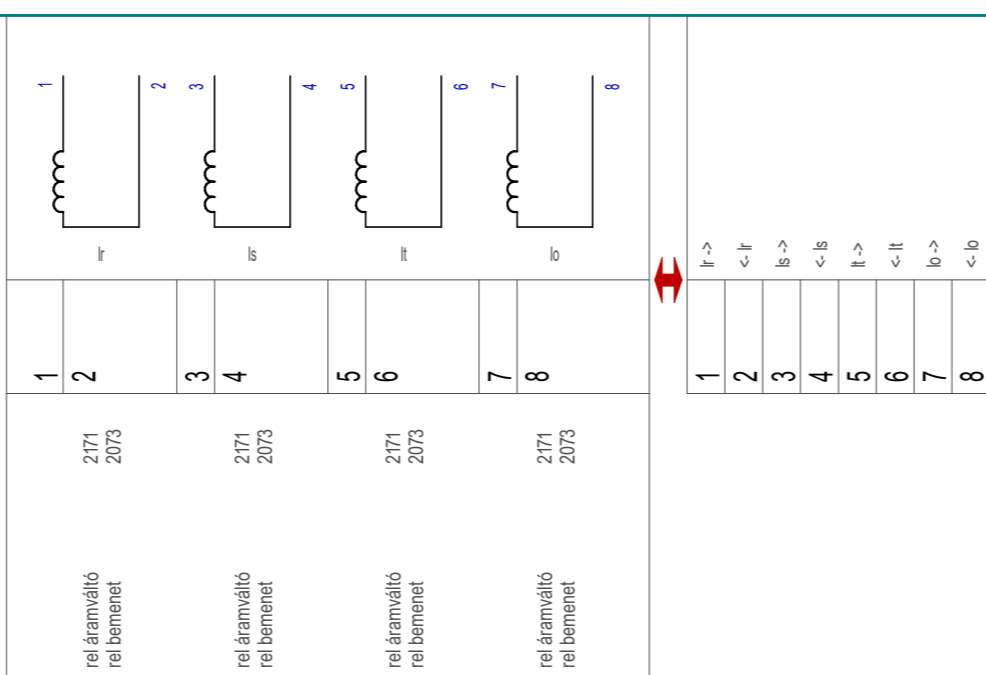 1 2 3 4 5 6 7 8
Ir Is It Io
Ir -> <- Ir Is -> <- Is It -> <- It Io -> <- Io
1 2 3 4 5 6 7 8
1 2 3 4 5 6 7 8
2171 2171 2171 2171
2073 2073 2073 2073
rel áramváltó rel áramváltó rel áramváltó rel áramváltó
rel bemenet rel bemenet rel bemenet rel bemenet